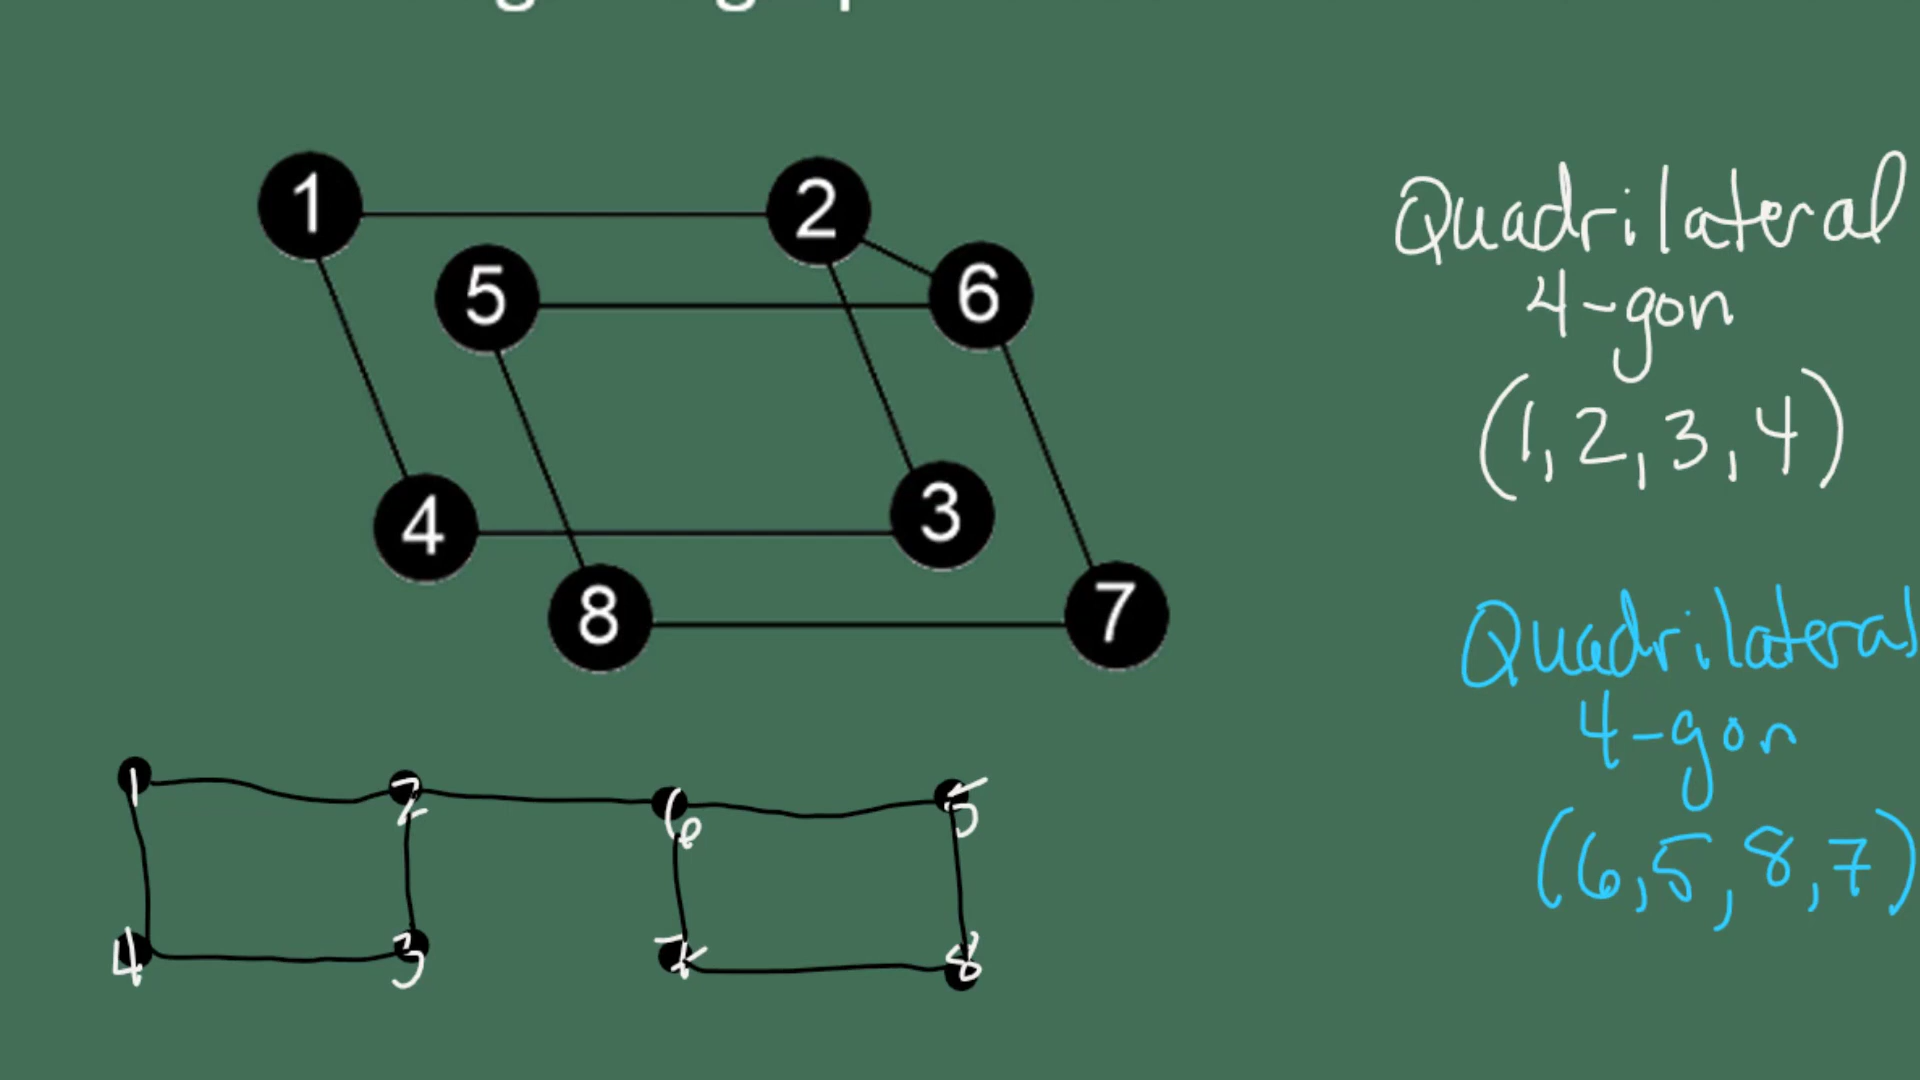 1
2
5
6
4
3
8
7
Quadrilateral
4-gon
(1,2,3,4)
Quadrilateral
4-gon
(6,5,8,7)
1 2 6 5
4 3 7 8